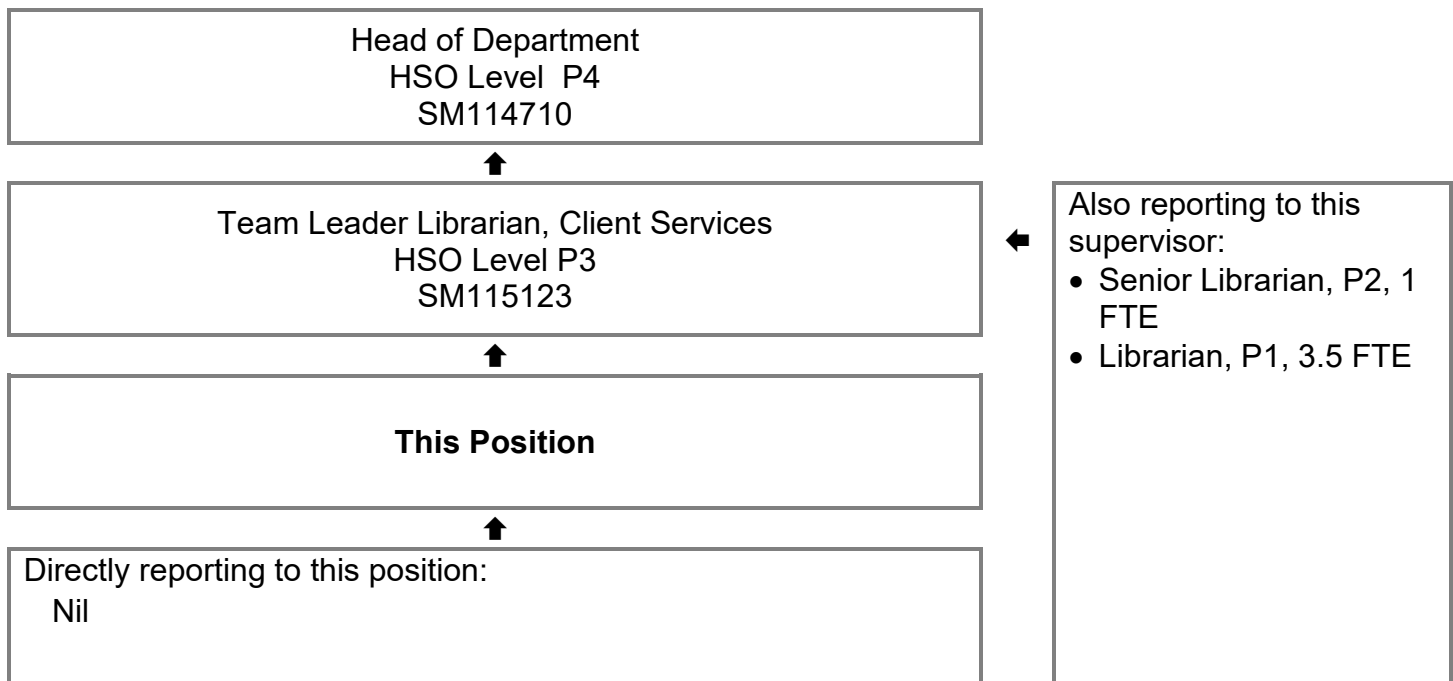 Head of Department
HSO Level  P4
SM114710
Team Leader Librarian, Client Services
HSO Level P3
SM115123
Also reporting to this
supervisor:
• Senior Librarian, P2, 1
FTE
• Librarian, P1, 3.5 FTE
This Position
Directly reporting to this position:
Nil